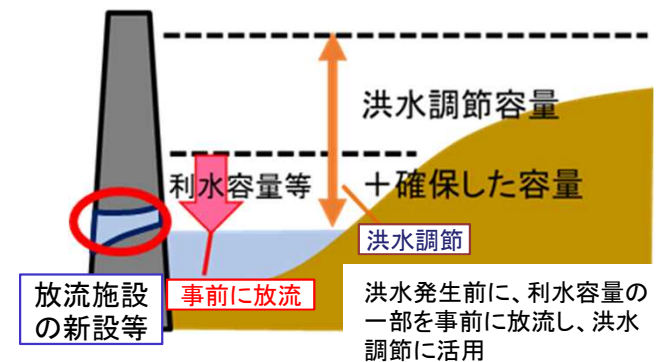 洪水調節容量
利水容量等
+確保した容量
洪水調節
放流施設
の新設等
事前に放流
洪水発生前に、利水容量の
一部を事前に放流し、洪水
調節に活用